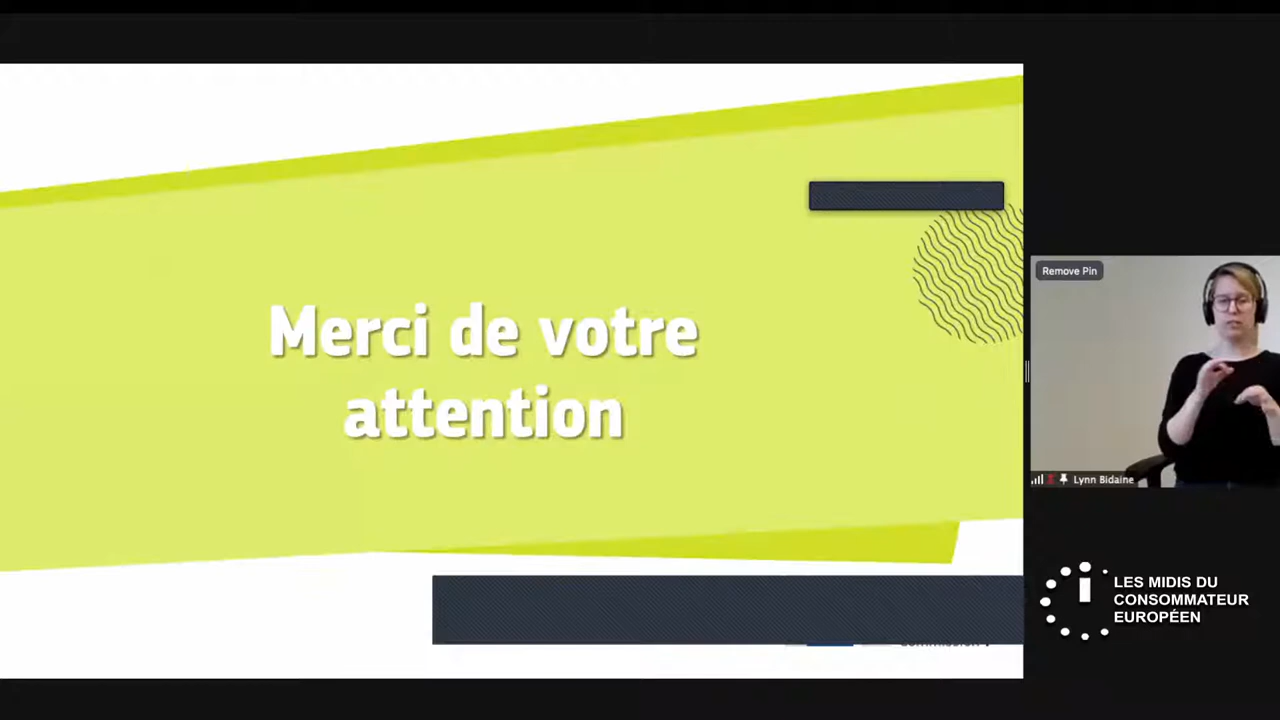 Merci de votre
attention
Remove Pin
Lynn Bidaine
LES MIDIS DU
CONSOMMATEUR
EUROPÉEN